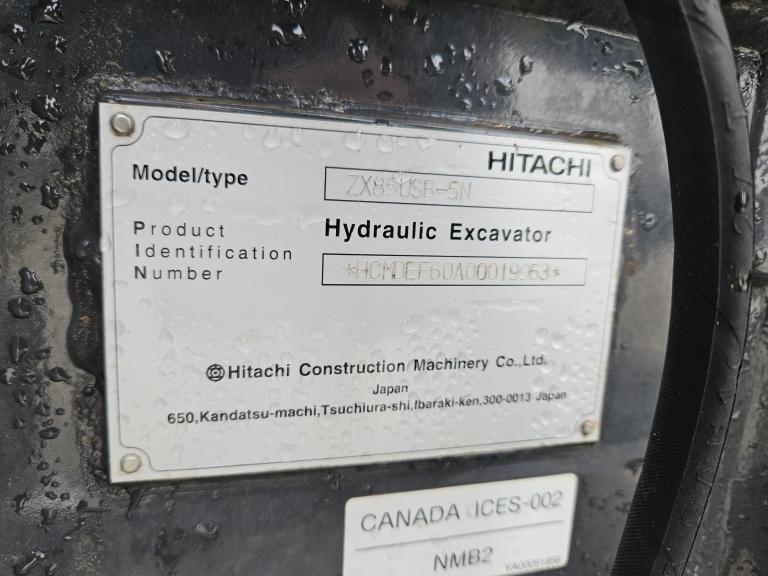 HITACHI
Model/type ZX85USB-5N
Hydraulic Excavator
Product
Identification
Number *HCMDEF60A00019963*
Hitachi Construction Machinery Co.,Ltd.
Japan
650,Kandatsu-machi,Tsuchiura-shi,Ibaraki-ken,300-0013 Japan
CANADA ICES-002
NMB2